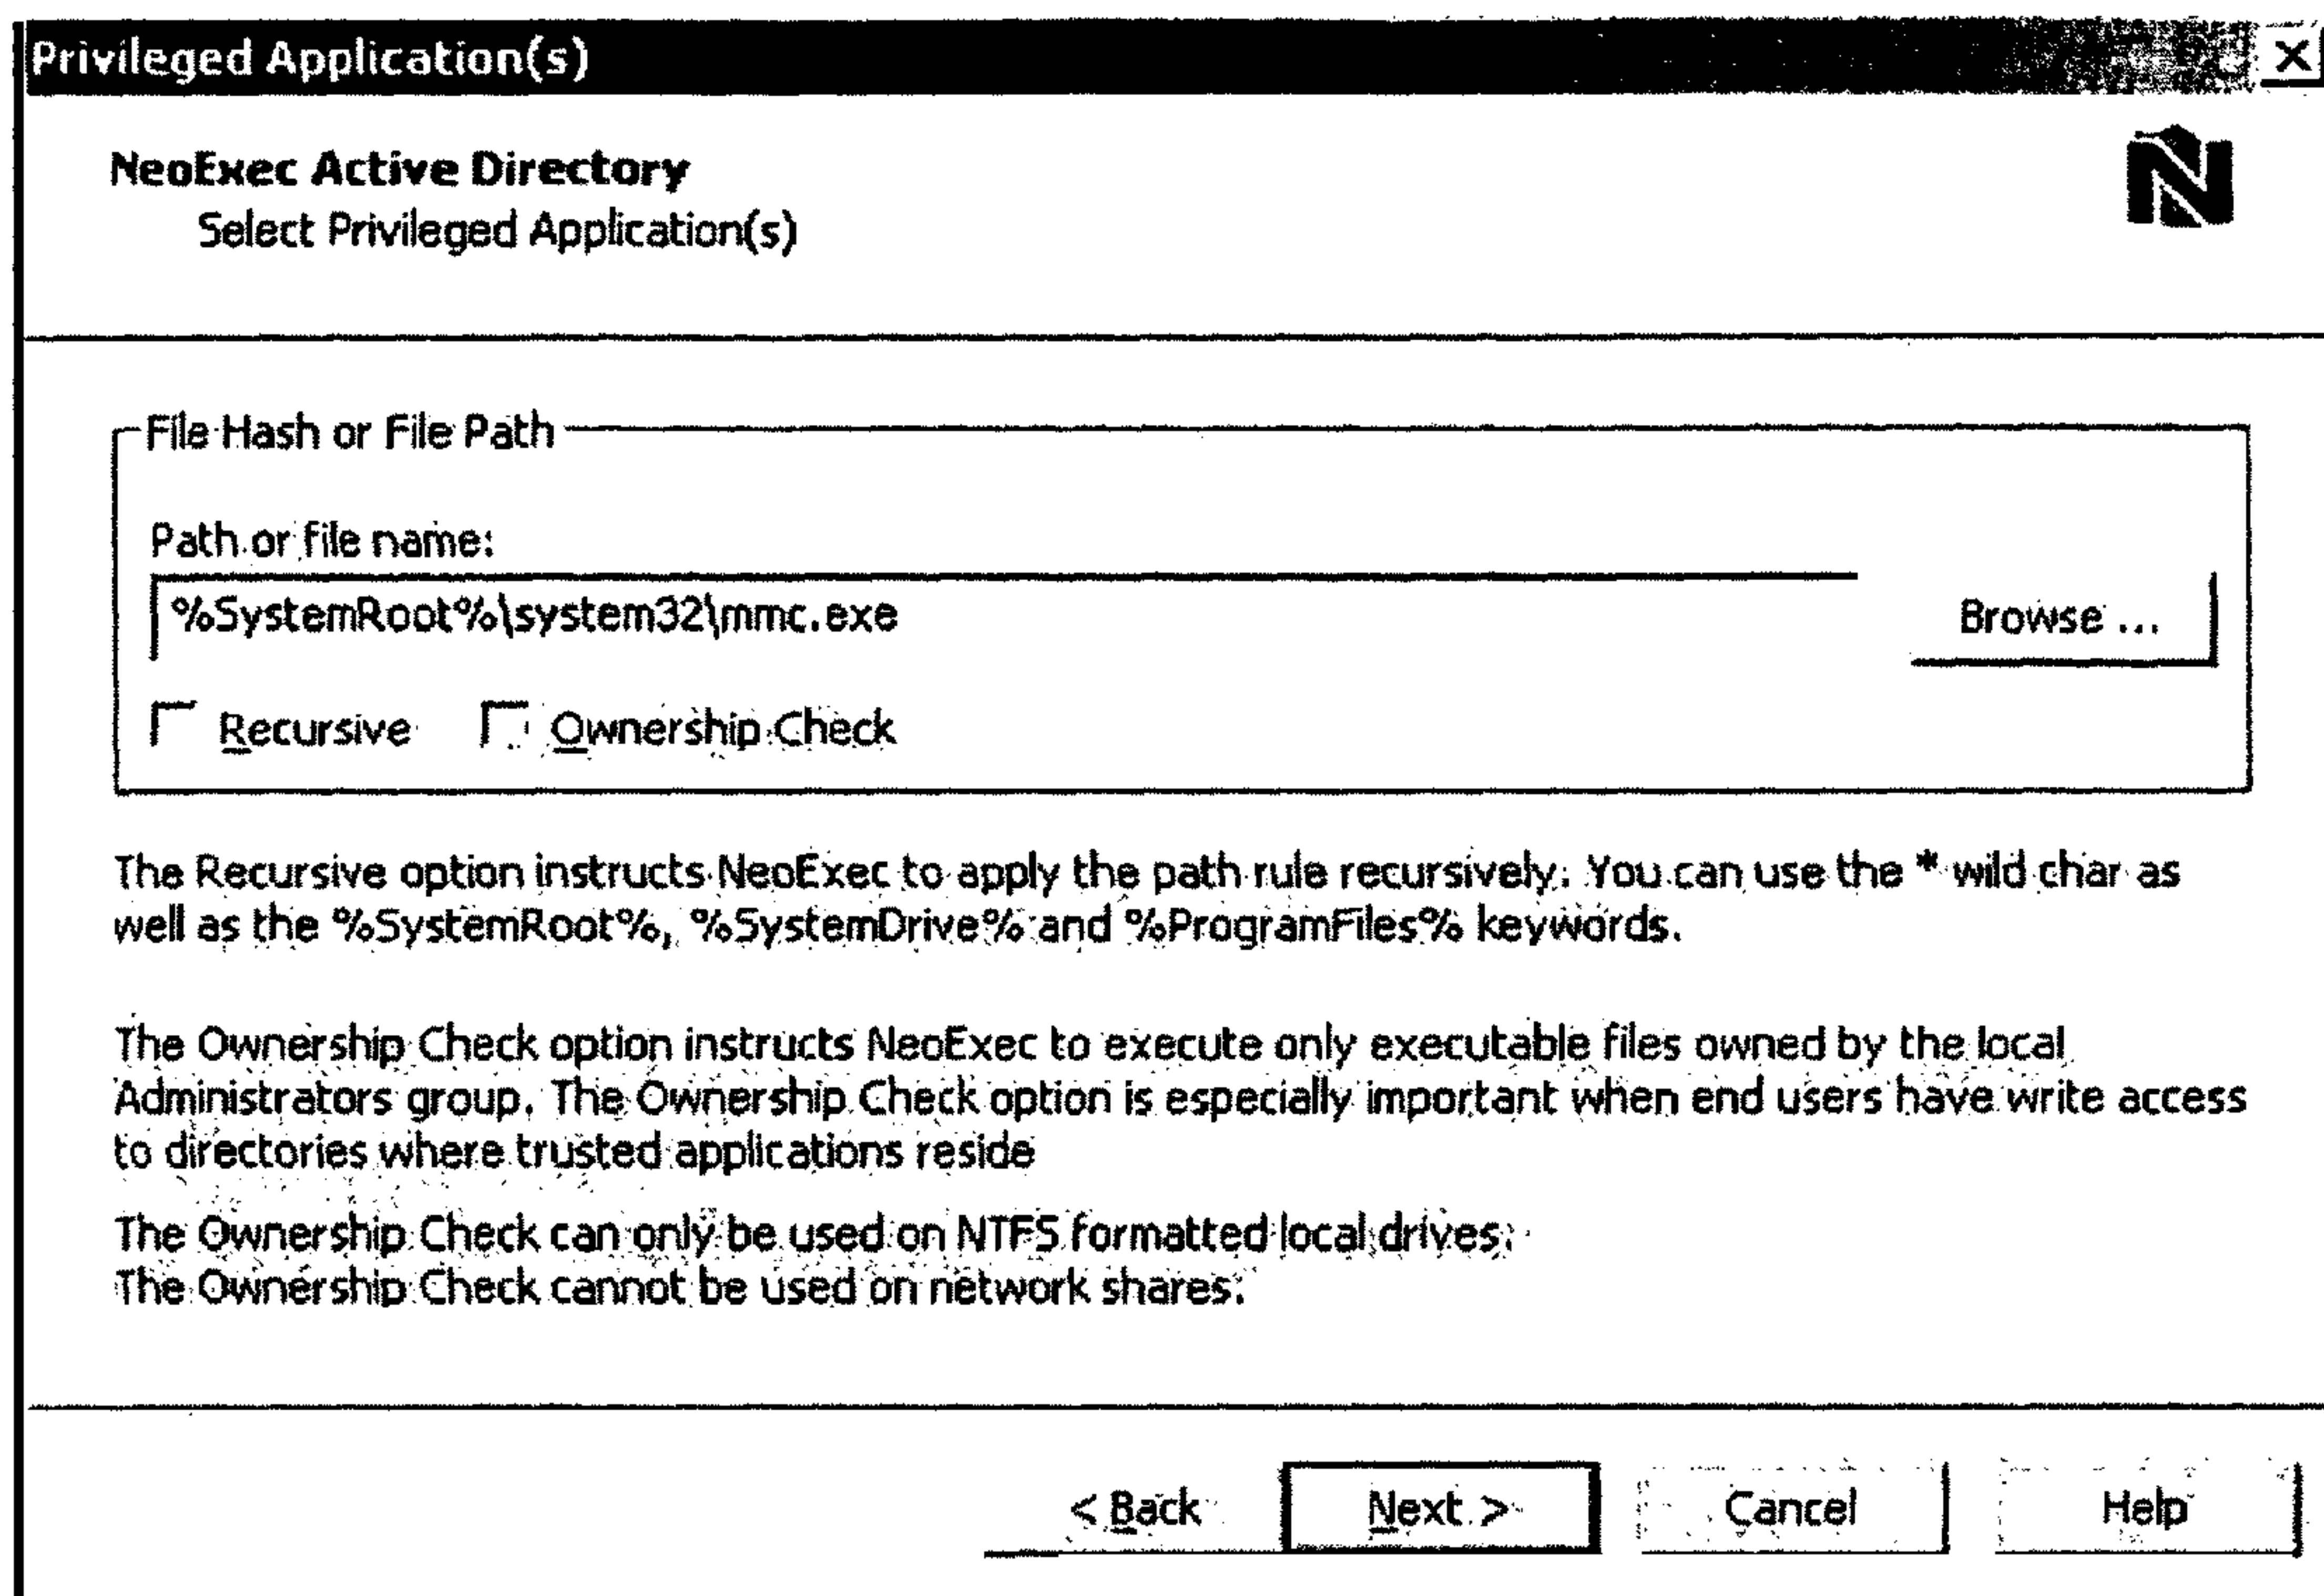 Privileged Application(s)
NeoExec Active Directory
Select Privileged Application(s)
File Hash or File Path
Path or file name:
%SystemRoot%\system32\mmc.exe
Browse ...
Recursive Ownership Check
The Recursive option instructs NeoExec to apply the path rule recursively. You can use the * wild char as
well as the %SystemRoot%, %SystemDrive% and %ProgramFiles% keywords.
The Ownership Check option instructs NeoExec to execute only executable files owned by the local
Administrators group. The Ownership Check option is especially important when end users have write access
to directories where trusted applications reside
The Ownership Check can only be used on NTFS formatted local drives.
The Ownership Check cannot be used on network shares.
< Back Next > Cancel Help